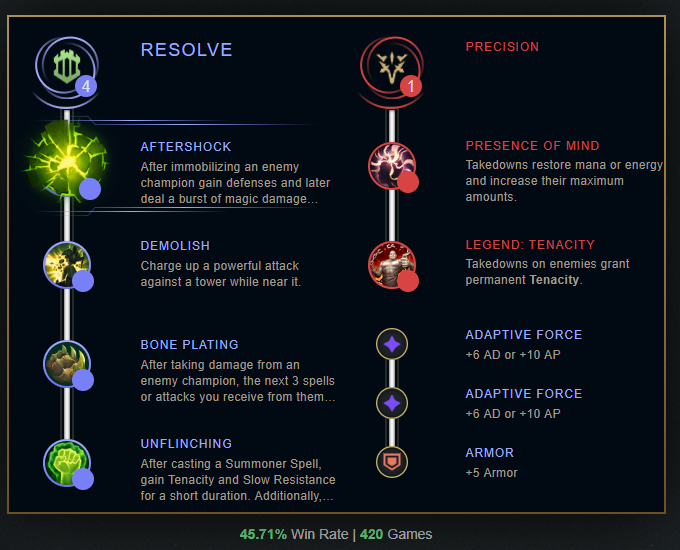 RESOLVE
4
AFTERSHOCK
After immobilizing an enemy
champion gain defenses and later
deal a burst of magic damage...
DEMOLISH
Charge up a powerful attack
against a tower while near it.
BONE PLATING
After taking damage from an
enemy champion, the next 3 spells
or attacks you receive from them...
UNFLINCHING
After casting a Summoner Spell,
gain Tenacity and Slow Resistance
for a short duration. Additionally,...
PRECISION
1
PRESENCE OF MIND
Takedowns restore mana or energy
and increase their maximum
amounts.
LEGEND: TENACITY
Takedowns on enemies grant
permanent Tenacity.
ADAPTIVE FORCE
+6 AD or +10 AP
ADAPTIVE FORCE
+6 AD or +10 AP
ARMOR
+5 Armor
45.71% Win Rate | 420 Games